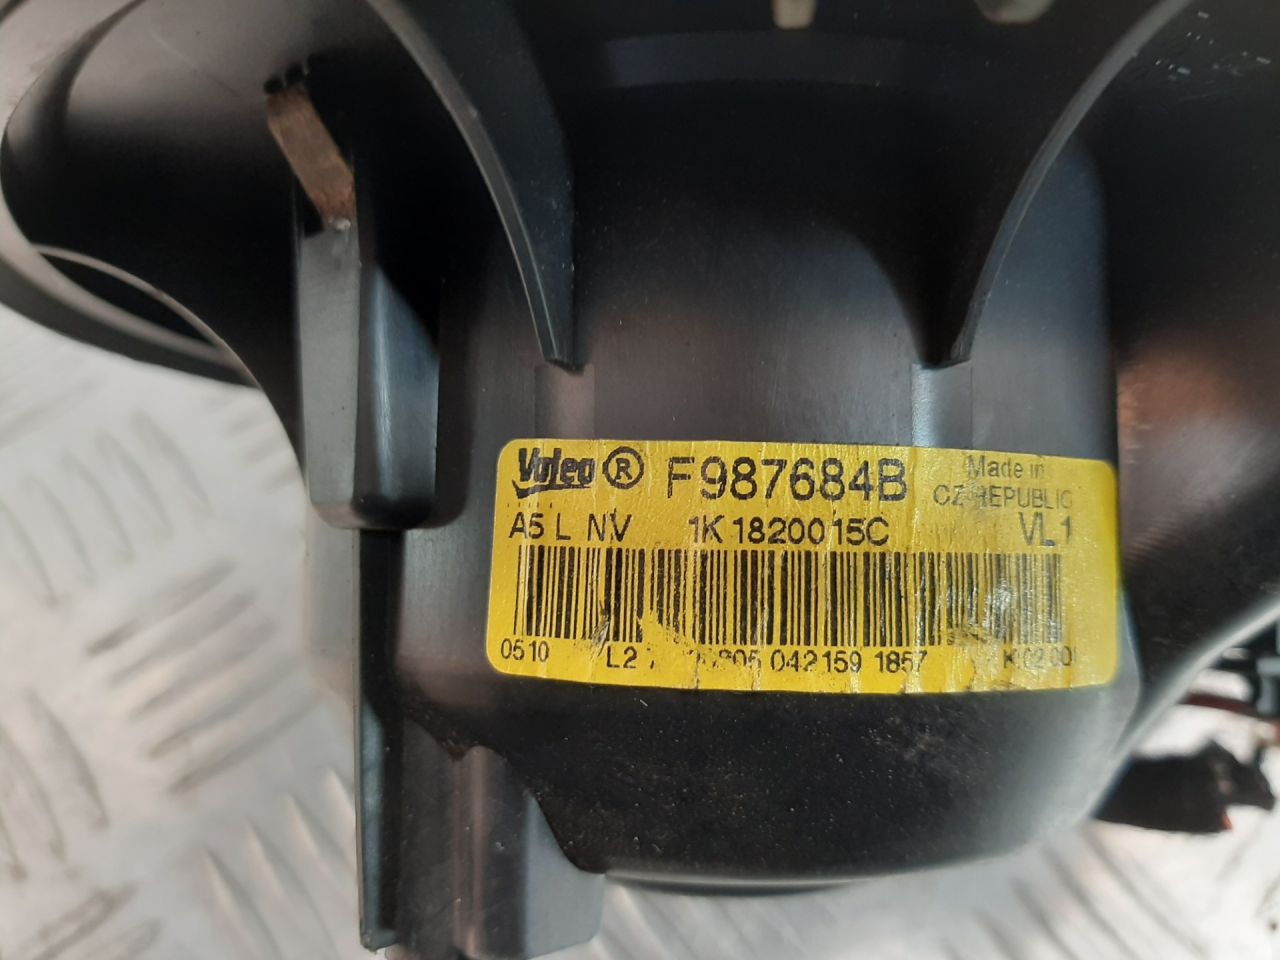 Valeo ® F987684B Made in
CZ REPUBLIC
A5 L NV 1K1820015C VL1
0510 L2 042159 1857